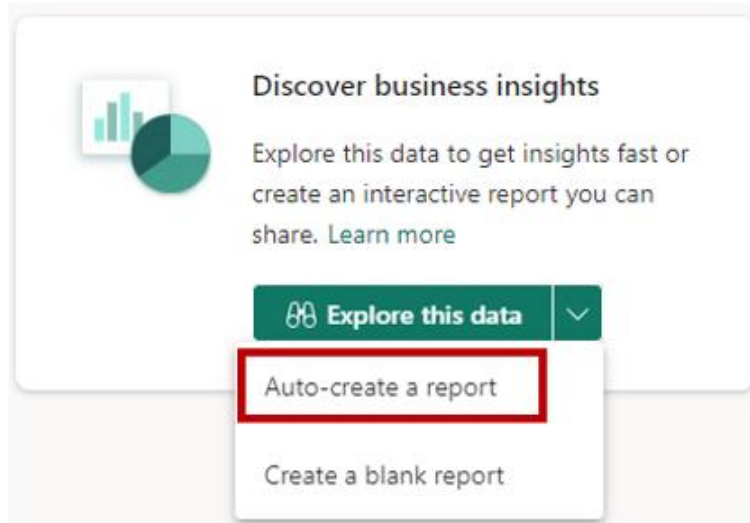 Discover business insights
Explore this data to get insights fast or
create an interactive report you can
share. Learn more
Explore this data
Auto-create a report
Create a blank report